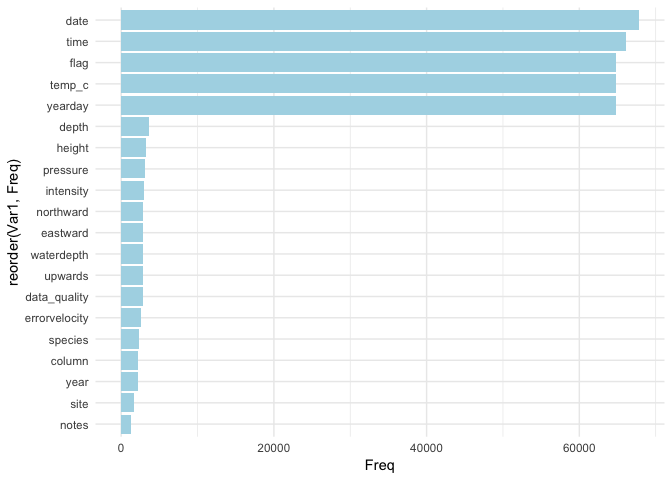 date
time
flag
temp_c
yearday
depth
height
pressure
intensity
northward
eastward
waterdepth
upwards
data_quality
errorvelocity
species
column
year
site
notes
reorder(Var1, Freq)
0
20000
40000
60000
Freq